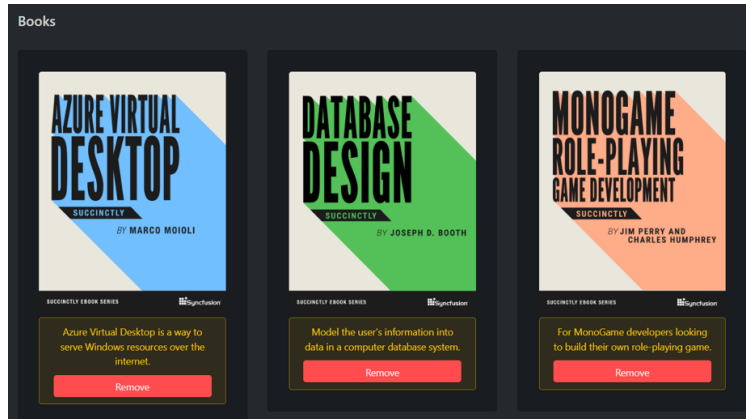 Books
AZURE VIRTUAL
DESKTOP
SUCCINCTLY
BY MARCO MOIOLI
SUCCINCTLY EBOOK SERIES
Syncfusion
Azure Virtual Desktop is a way to
serve Windows resources over the
internet.
Remove
DATABASE
DESIGN
SUCCINCTLY
BY JOSEPH D. BOOTH
SUCCINCTLY EBOOK SERIES
Syncfusion
Model the user's information into
data in a computer database system.
Remove
MONOGAME
ROLE-PLAYING
GAME DEVELOPMENT
SUCCINCTLY
BY JIM PERRY AND
CHARLES HUMPHREY
SUCCINCTLY EBOOK SERIES
Syncfusion
For MonoGame developers looking
to build their own role-playing game.
Remove